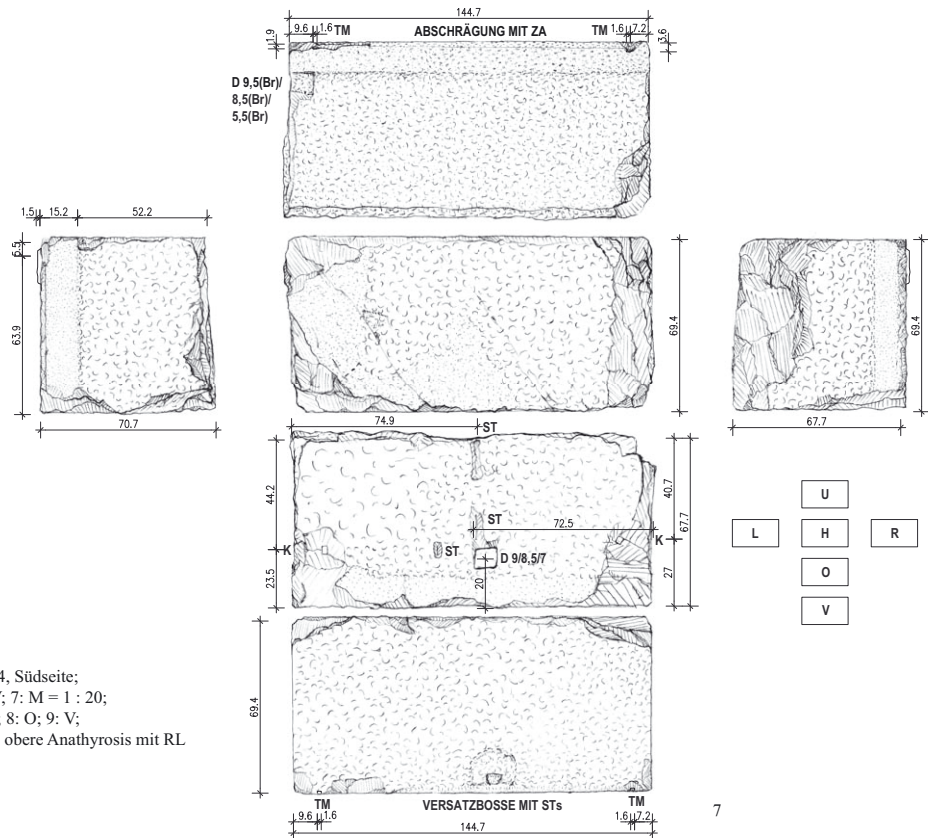 144.7
9.6 1.6 TM ABSCHRÄGUNG MIT ZA TM 1.6 7.2
1.9
3.6
D 9,5(Br)/
8,5(Br)/
5,5(Br)
1.5 15.2 52.2
5.5
63.9
70.7
69.4
69.4
67.7
74.9
ST
44.2
ST
72.5
40.7
67.7
K
ST
D 9/8,5/7
K
23.5
20
27
U
L H R
O
V
69.4
4, Südseite;
7: M = 1 : 20;
8: O; 9: V;
obere Anathyrosis mit RL
TM VERSATZBOSSE MIT STs TM
9.6 1.6 1.6 7.2
144.7
7